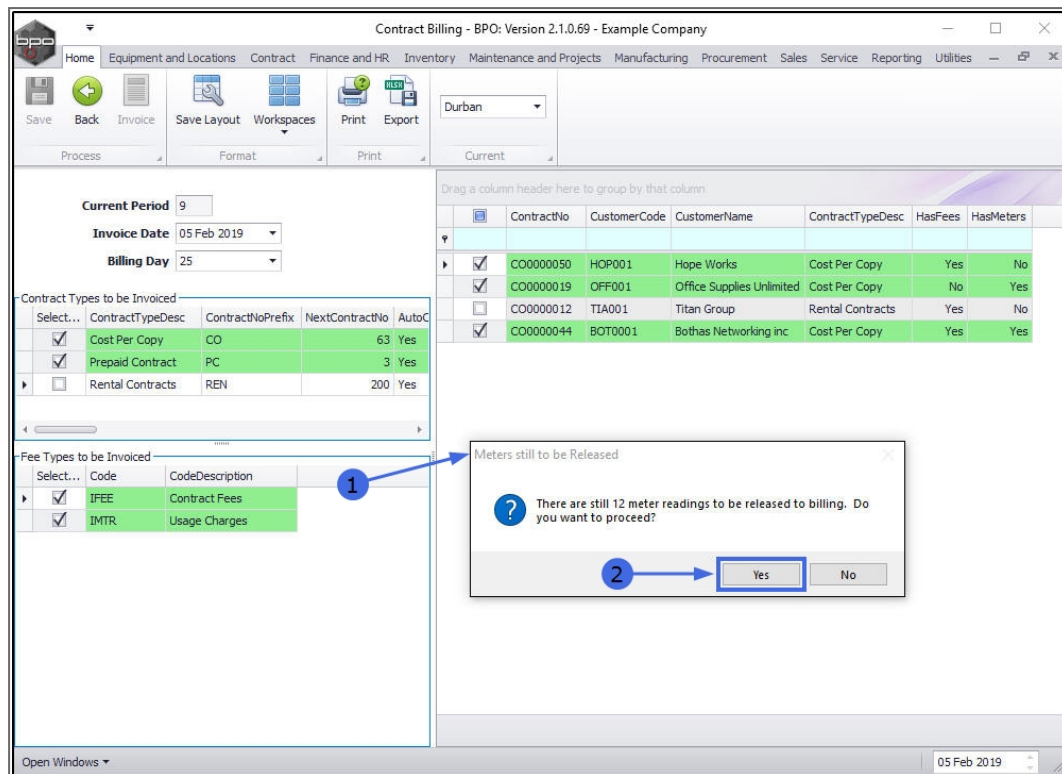 Contract Billing - BPO: Version 2.1.0.69 - Example Company
bpo
Home Equipment and Locations Contract Finance and HR Inventory Maintenance and Projects Manufacturing Procurement Sales Service Reporting Utilities
Save Back Invoice Save Layout Workspaces Print Export
XLSX
Durban
Process Format Print Current
Current Period 9
Invoice Date 05 Feb 2019
Billing Day 25
Contract Types to be Invoiced
Select... ContractTypeDesc ContractNoPrefix NextContractNo AutoC
Cost Per Copy CO 63 Yes
Prepaid Contract PC 3 Yes
Rental Contracts REN 200 Yes
Fee Types to be Invoiced
Select... Code CodeDescription
IFEE Contract Fees
IMTR Usage Charges
Drag a column header here to group by that column
ContractNo CustomerCode CustomerName ContractTypeDesc HasFees HasMeters
CO0000050 HOP001 Hope Works Cost Per Copy Yes No
CO0000019 OFF001 Office Supplies Unlimited Cost Per Copy No Yes
CO0000012 TIA001 Titan Group Rental Contracts Yes No
CO0000044 BOT0001 Bothas Networking inc Cost Per Copy Yes Yes
1
Meters still to be Released
There are still 12 meter readings to be released to billing. Do
you want to proceed?
2
Yes No
Open Windows 05 Feb 2019